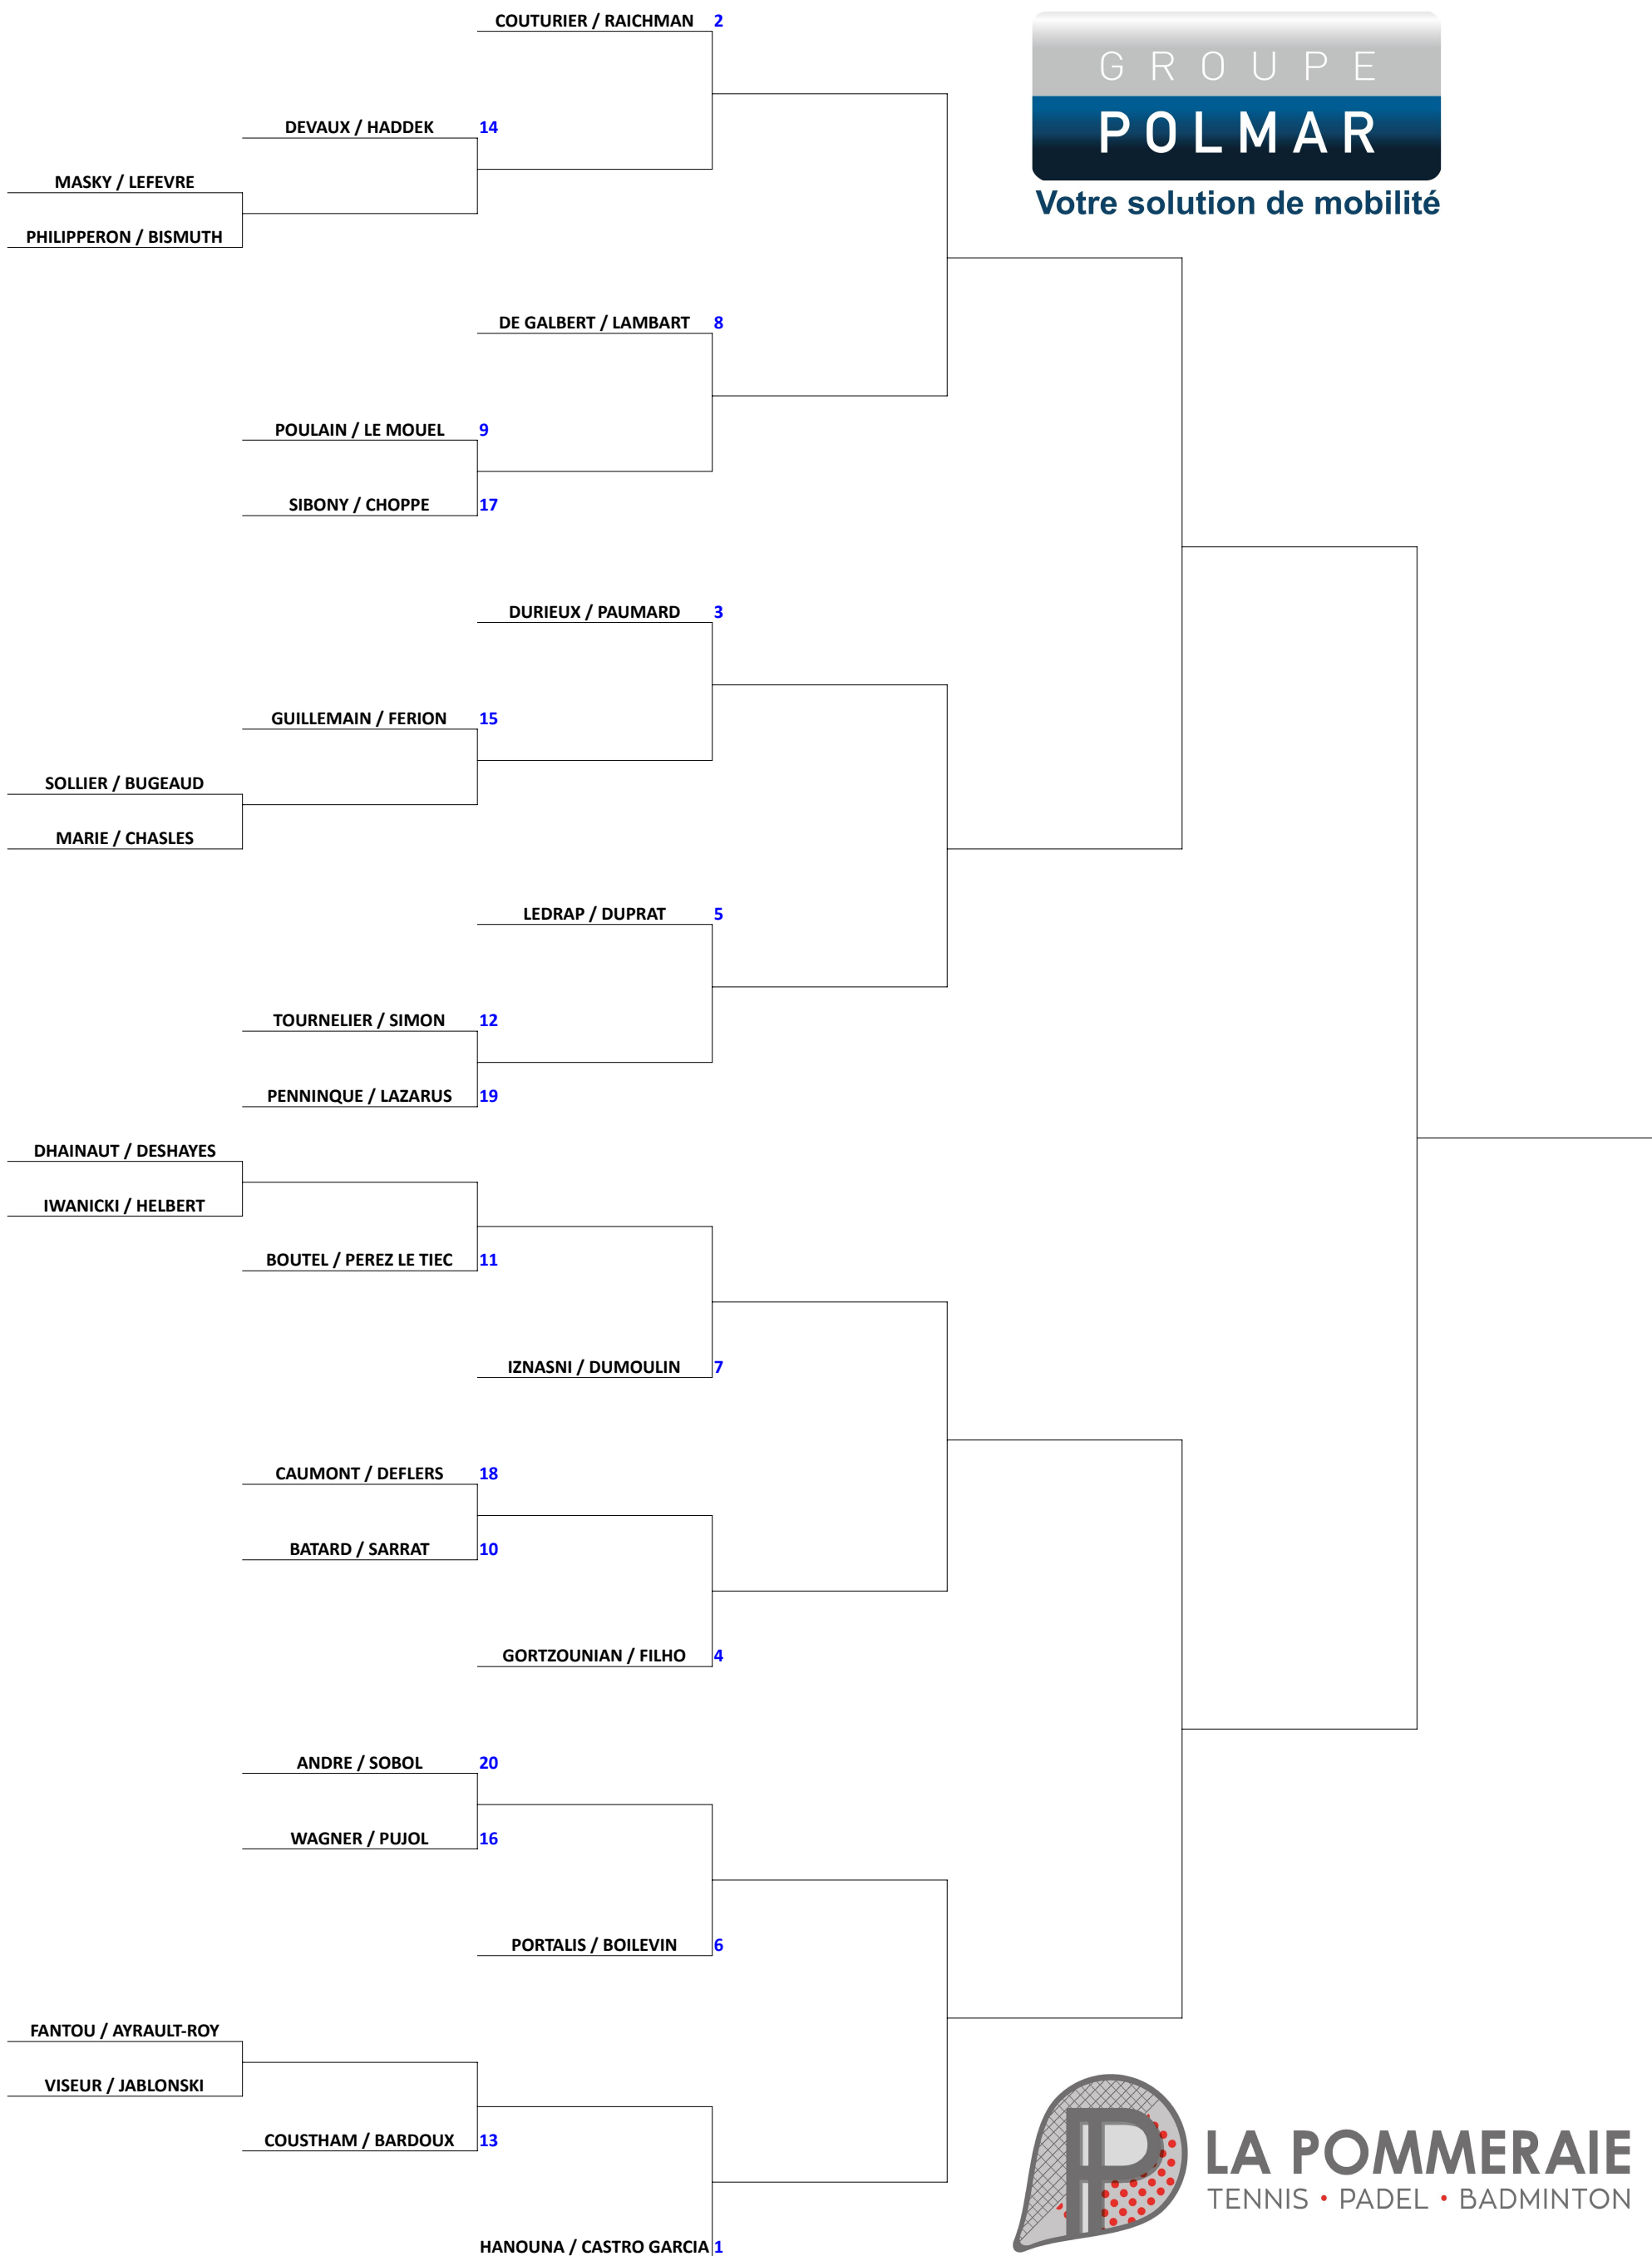 COUTURIER / RAICHMAN 2
GROUPE
POLMAR
Votre solution de mobilité
DEVAUX / HADDEK 14
MASKY / LEFEVRE
PHILIPPERON / BISMUTH
DE GALBERT / LAMBART 8
POULAIN / LE MOUEL 9
SIBONY / CHOPPE 17
DURIEUX / PAUMARD 3
GUILLEMAIN / FERION 15
SOLLIER / BUGEAUD
MARIE / CHASLES
LEDRAP / DUPRAT 5
TOURNELIER / SIMON 12
PENNINQUE / LAZARUS 19
DHAINAUT / DESHAYES
IWANICKI / HELBERT
BOUTEL / PEREZ LE TIEC 11
IZNASNI / DUMOULIN 7
CAUMONT / DEFLERS 18
BATARD / SARRAT 10
GORTZOUNIAN / FILHO 4
ANDRE / SOBOL 20
WAGNER / PUJOL 16
PORTALIS / BOILEVIN 6
FANTOU / AYRAULT-ROY
VISEUR / JABLONSKI
COUSTHAM / BARDOUX 13
HANOUNA / CASTRO GARCIA 1
P
LA POMMERAIE
TENNIS • PADEL • BADMINTON